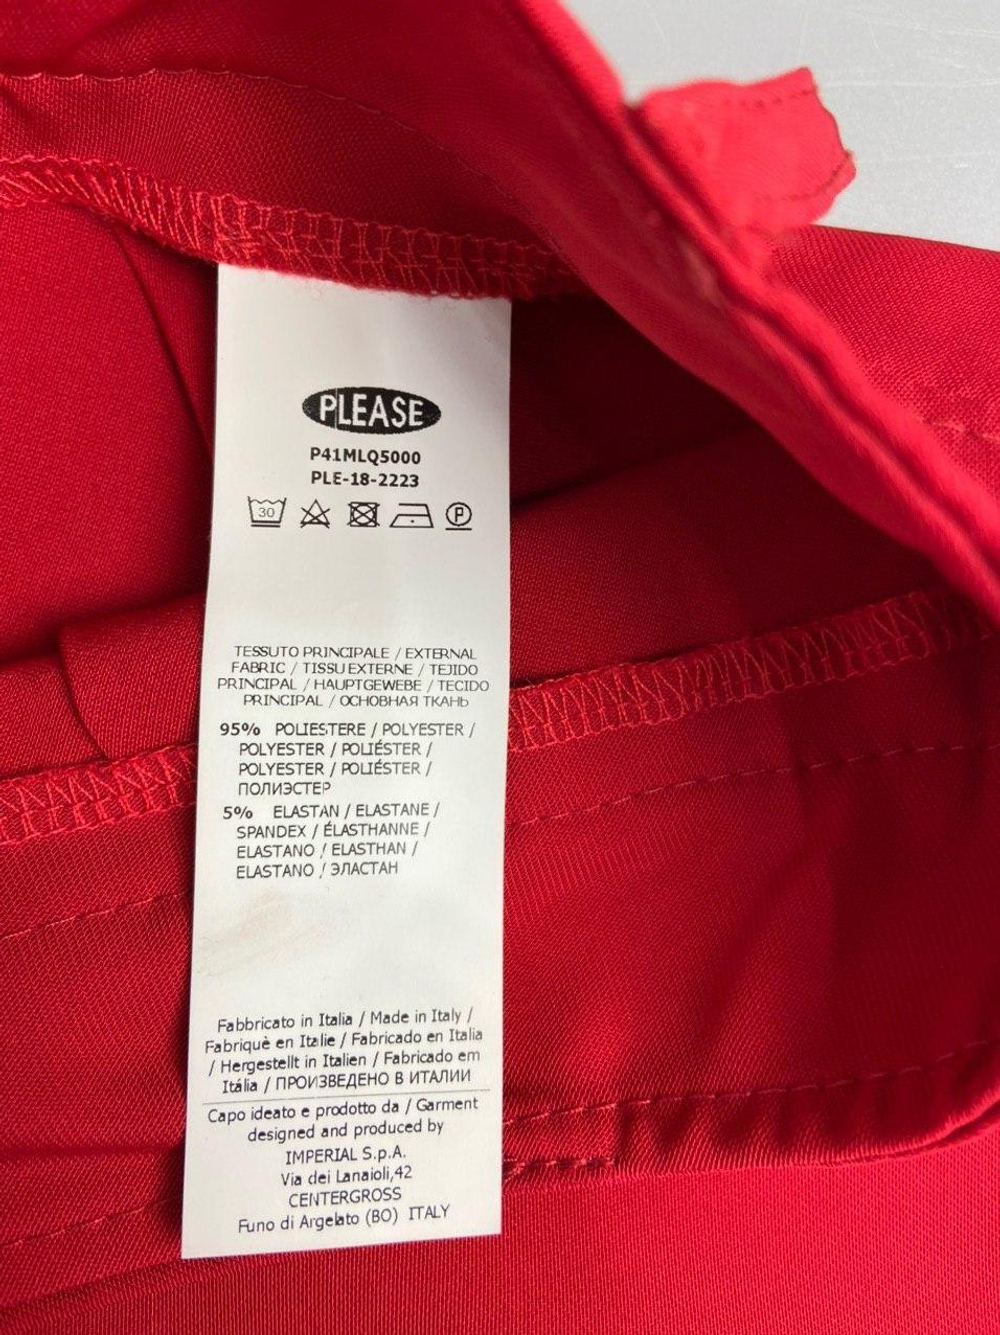 PLEASE
P41MLQ5000
PLE-18-2223
30 P
TESSUTO PRINCIPALE / EXTERNAL
FABRIC / TISSU EXTERNE / TEJIDO
PRINCIPAL / HAUPTGEWEBE / TECIDO
PRINCIPAL / ОСНОВНАЯ ТКАНЬ
95% POLIESTERE / POLYESTER /
POLYESTER / POLIÉSTER /
POLYESTER / POLIÉSTER /
ПОЛИЭСТЕР
5% ELASTAN / ELASTANE /
SPANDEX / ÉLASTHANNE /
ELASTANO / ELASTHAN /
ELASTANO / ЭЛАСТАН
Fabbricato in Italia / Made in Italy /
Fabriquè en Italie / Fabricado en Italia
/ Hergestellt in Italien / Fabricado em
Itália / ПРОИЗВЕДЕНО В ИТАЛИИ
Capo ideato e prodotto da / Garment
designed and produced by
IMPERIAL S.p.A.
Via dei Lanaioli,42
CENTERGROSS
Funo di Argelato (BO) ITALY